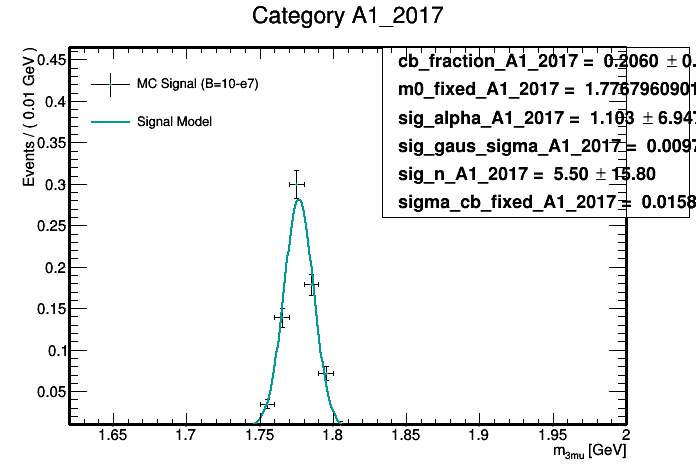 Category A1_2017
Events / ( 0.01 GeV )
0.45
0.4
0.35
0.3
0.25
0.2
0.15
0.1
0.05
MC Signal (B=10-e7)
Signal Model
cb_fraction_A1_2017 = 0.2060 ± 0.
m0_fixed_A1_2017 = 1.7767960901
sig_alpha_A1_2017 = 1.103 ± 6.947
sig_gaus_sigma_A1_2017 = 0.0097
sig_n_A1_2017 = 5.50 ± 15.80
sigma_cb_fixed_A1_2017 = 0.0158
1.65 1.7 1.75 1.8 1.85 1.9 1.95 2
m3mu [GeV]